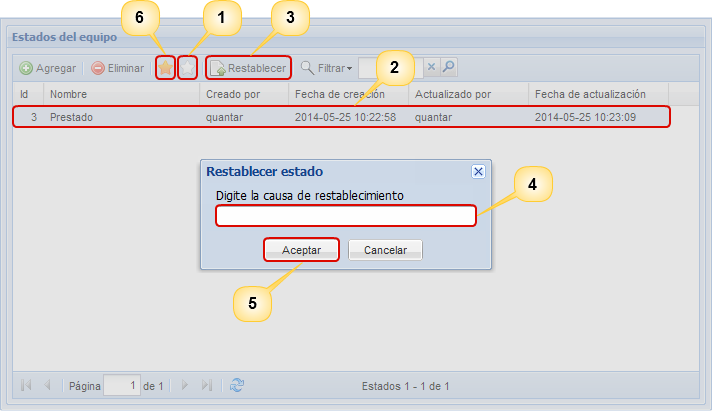 6 1 3
Estados del equipo
Agregar Eliminar Restablecer Filtrar
2
Id Nombre Creado por Fecha de creación Actualizado por Fecha de actualización
3 Prestado quantar 2014-05-25 10:22:58 quantar 2014-05-25 10:23:09
Restablecer estado
Digite la causa de restablecimiento
4
Aceptar Cancelar
5
Página 1 de 1 Estados 1 - 1 de 1